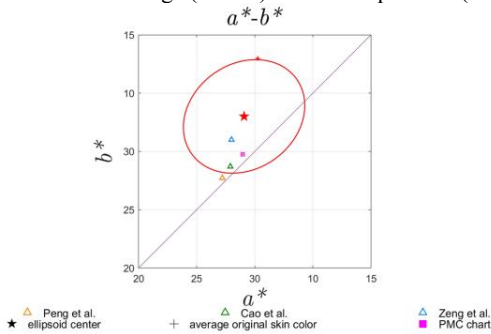 a*-b*
15
10
30
25
20
b*
20 25 30 10 15
a*
Peng et al. Cao et al. Zeng et al.
ellipsoid center average original skin color PMC chart